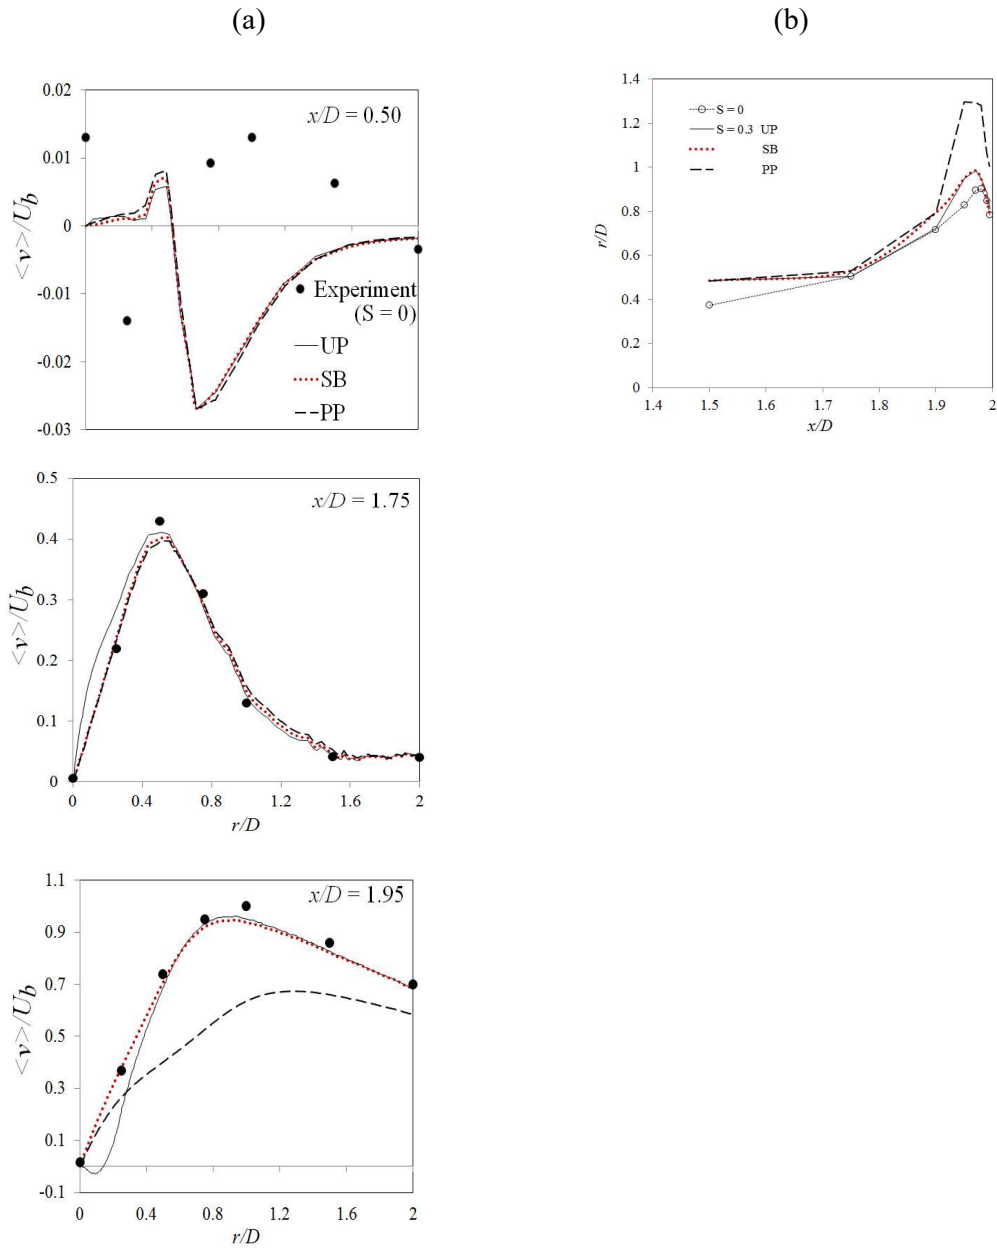 (a)
(b)
0.02
0.01
0
-0.01
-0.02
-0.03
<v>/U_b
x/D = 0.50
Experiment
(S = 0)
UP
SB
PP
1.4
1.2
1
0.8
0.6
0.4
0.2
0
r/D
S = 0
S = 0.3 UP
SB
PP
1.4 1.5 1.6 1.7 1.8 1.9 2
x/D
0.5
0.4
0.3
0.2
0.1
0
<v>/U_b
x/D = 1.75
0 0.4 0.8 1.2 1.6 2
r/D
1.1
0.9
0.7
0.5
0.3
0.1
-0.1
<v>/U_b
x/D = 1.95
0 0.4 0.8 1.2 1.6 2
r/D